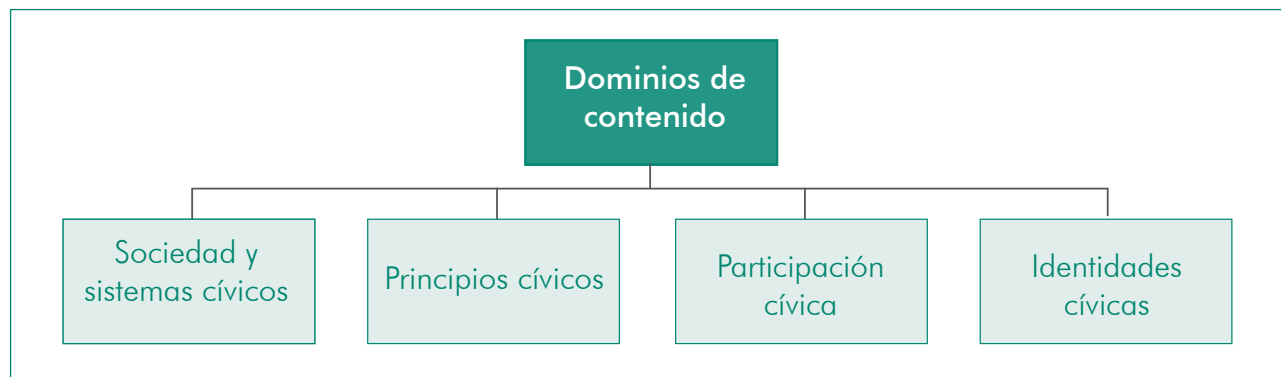 Dominios de
contenido
Sociedad y
sistemas cívicos
Principios cívicos
Participación
cívica
Identidades
cívicas